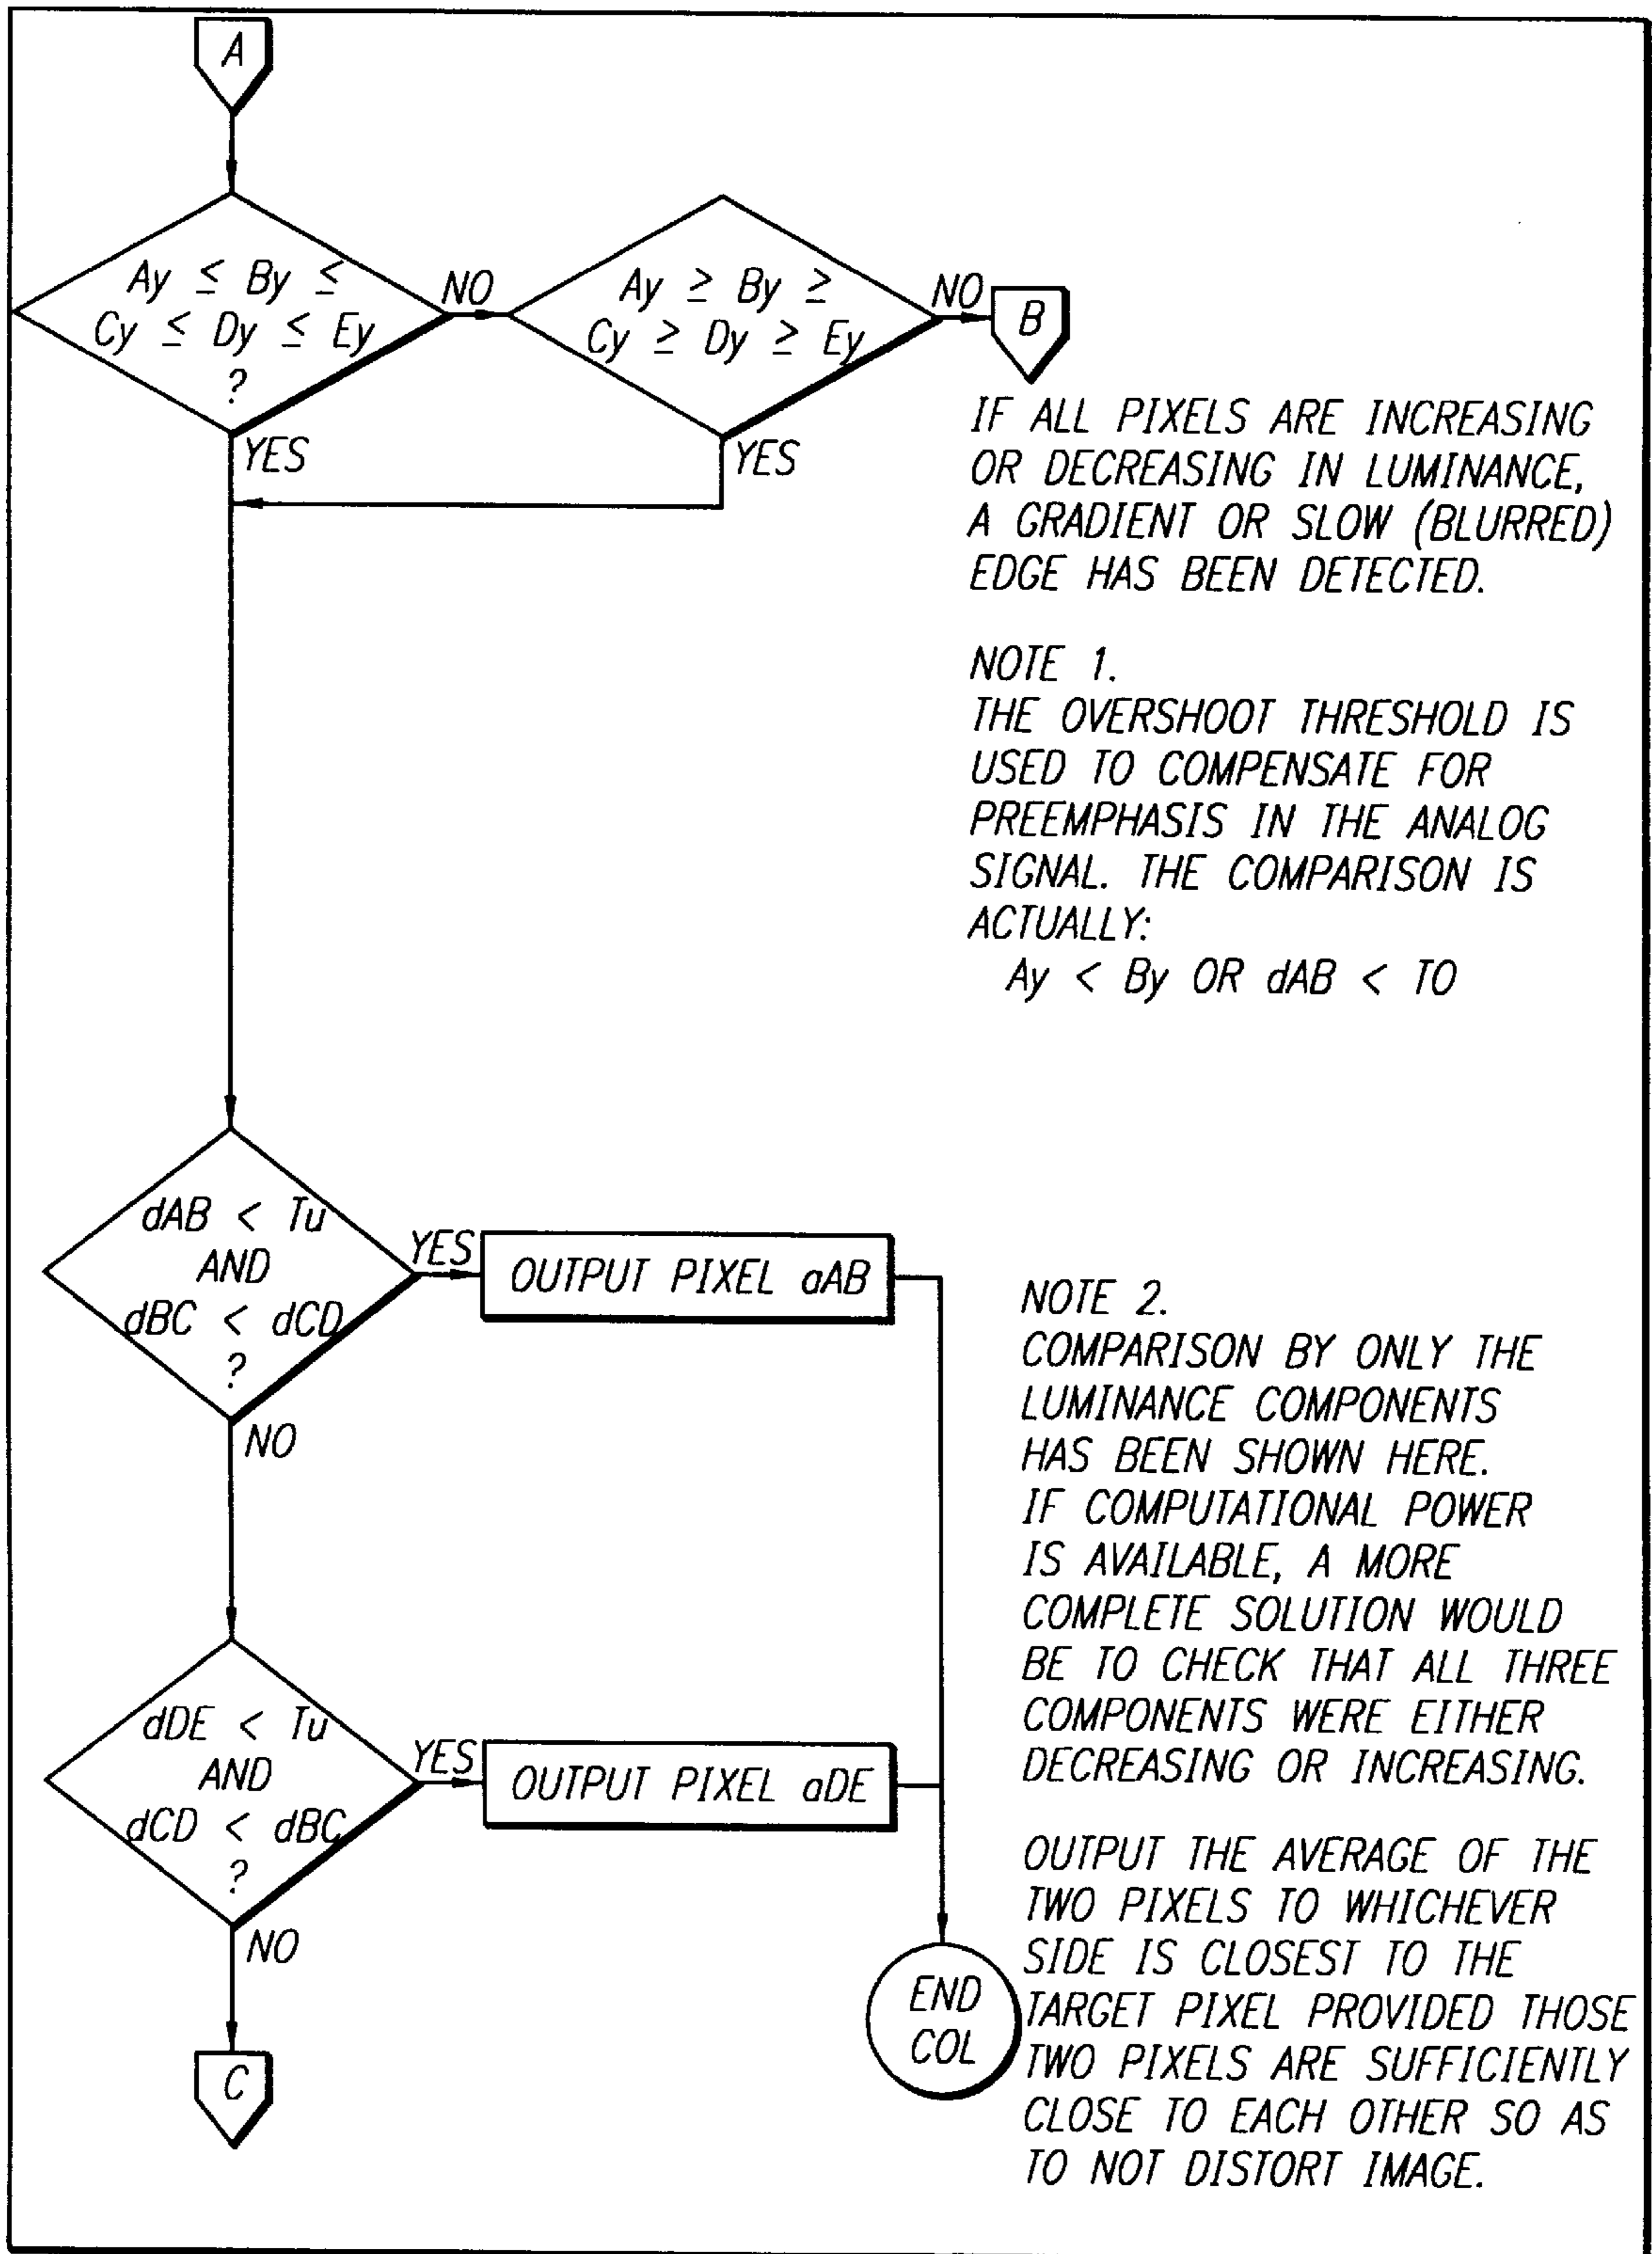 A
Ay ≤ By ≤
Cy ≤ Dy ≤ Ey
?
NO
YES
Ay ≥ By ≥
Cy ≥ Dy ≥ Ey
NO
YES
B
IF ALL PIXELS ARE INCREASING
OR DECREASING IN LUMINANCE,
A GRADIENT OR SLOW (BLURRED)
EDGE HAS BEEN DETECTED.
NOTE 1.
THE OVERSHOOT THRESHOLD IS
USED TO COMPENSATE FOR
PREEMPHASIS IN THE ANALOG
SIGNAL. THE COMPARISON IS
ACTUALLY:
Ay < By OR dAB < TO
dAB < Tu
AND
dBC < dCD
?
YES
OUTPUT PIXEL aAB
NO
NOTE 2.
COMPARISON BY ONLY THE
LUMINANCE COMPONENTS
HAS BEEN SHOWN HERE.
IF COMPUTATIONAL POWER
IS AVAILABLE, A MORE
COMPLETE SOLUTION WOULD
BE TO CHECK THAT ALL THREE
COMPONENTS WERE EITHER
DECREASING OR INCREASING.
dDE < Tu
AND
dCD < dBC
?
YES
OUTPUT PIXEL aDE
NO
OUTPUT THE AVERAGE OF THE
TWO PIXELS TO WHICHEVER
SIDE IS CLOSEST TO THE
TARGET PIXEL PROVIDED THOSE
TWO PIXELS ARE SUFFICIENTLY
CLOSE TO EACH OTHER SO AS
TO NOT DISTORT IMAGE.
END
COL
C